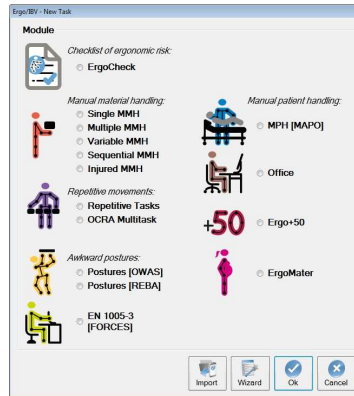 Ergo/IBV - New Task
Module
Checklist of ergonomic risk:
ErgoCheck
Manual material handling:
Single MMH
Multiple MMH
Variable MMH
Sequential MMH
Injured MMH
Repetitive movements:
Repetitive Tasks
OCRA Multitask
Awkward postures:
Postures [OWAS]
Postures [REBA]
EN 1005-3
[FORCES]
Manual patient handling:
MPH [MAPO]
Office
+50
Ergo+50
ErgoMater
Import
Wizard
Ok
Cancel